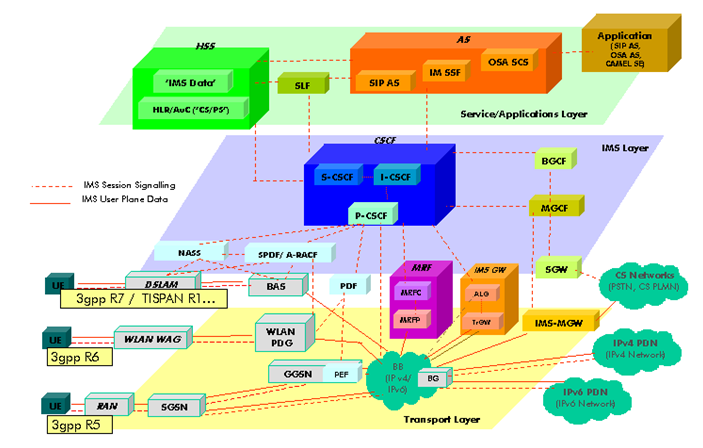 HSS
AS
Application
(SIP AS,
OSA AS,
CAMEL SE)
OSA SCS
IM SSF
SIP AS
'IMS Data'
SLF
HLR/AuC ('CS/PS')
Service/Applications Layer
CSCF
IMS Layer
BGCF
S-CSCF
I-CSCF
IMS Session Signalling
IMS User Plane Data
MGCF
P-CSCF
NASS
SPDF/ A-RACF
MRF
IMS GW
SGW
CS Networks
(PSTN, CS PLMN)
UE
DSLAM
BAS
PDF
MRFC
ALG
3gpp R7 / TISPAN R1...
MRFP
T-GW
IMS-MGW
UE
WLAN WAG
WLAN
PDG
3gpp R6
IPv4 PDN
(IPv4 Network)
GGSN
PEF
BB
(IPv4/
IPv6)
BG
IPv6 PDN
(IPv6 Network)
UE
RAN
SGSN
3gpp R5
Transport Layer